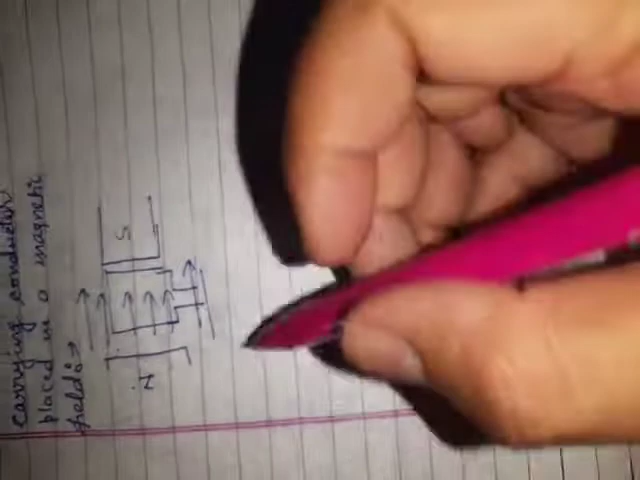 carrying conductor
placed in a magnetic
field:→
N
S